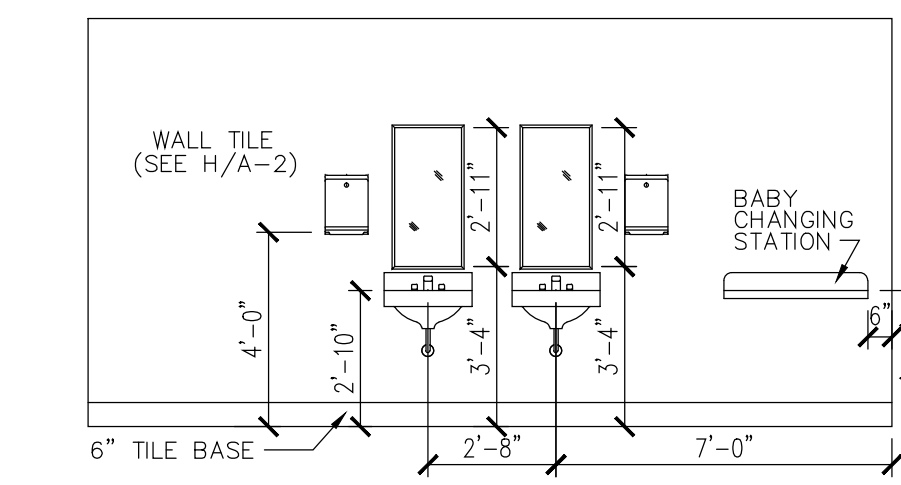 WALL TILE
(SEE H/A-2)
2'-11"
2'-11"
BABY
CHANGING
STATION
4'-0"
2'-10"
3'-4"
3'-4"
6"
6" TILE BASE
2'-8"
7'-0"